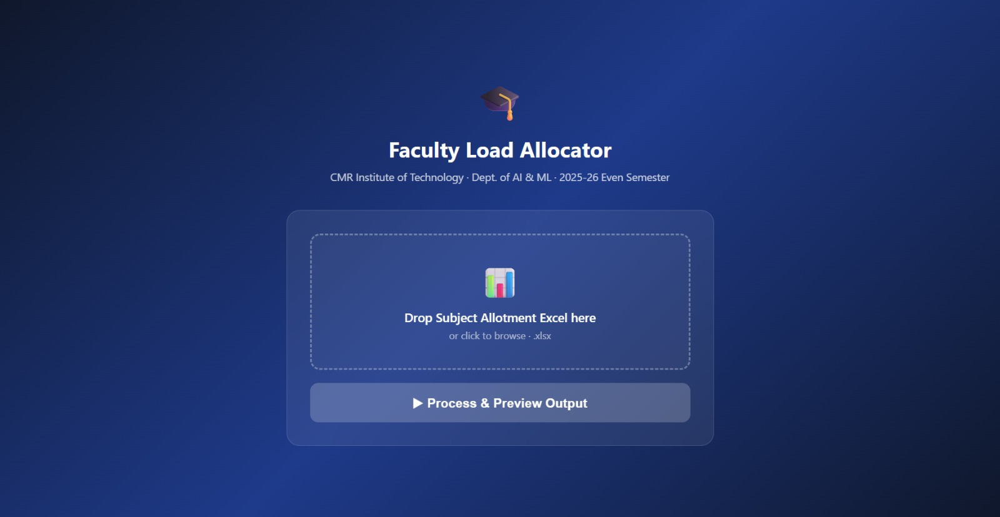 Faculty Load Allocator
CMR Institute of Technology · Dept. of AI & ML · 2025-26 Even Semester
Drop Subject Allotment Excel here
or click to browse · .xlsx
▶ Process & Preview Output